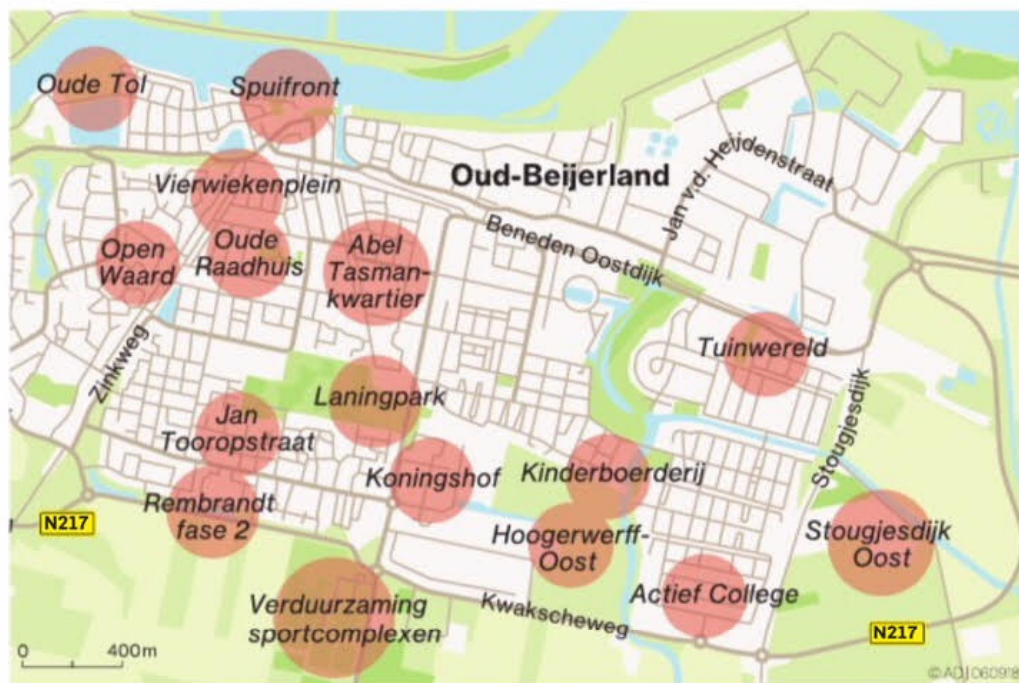 Oude Tol
Spuifront
Vierwiekenplein
Oud-Beijerland
Jan v.d. Heijdenstraat
Beneden Oostdijk
Open
Waard
Oude
Raadhuis
Abel
Tasman-
kwartier
Zinkweg
Tuinwereld
Laningpark
Stougjesdijk
Jan
Tooropstraat
Koningshof
Kinderboerderij
Rembrandt
fase 2
N217
Hoogerwerff-
Oost
Stougjesdijk
Oost
Actief College
Kwakscheweg
Verduurzaming
sportcomplexen
N217
0 400m
© ADJ 060918